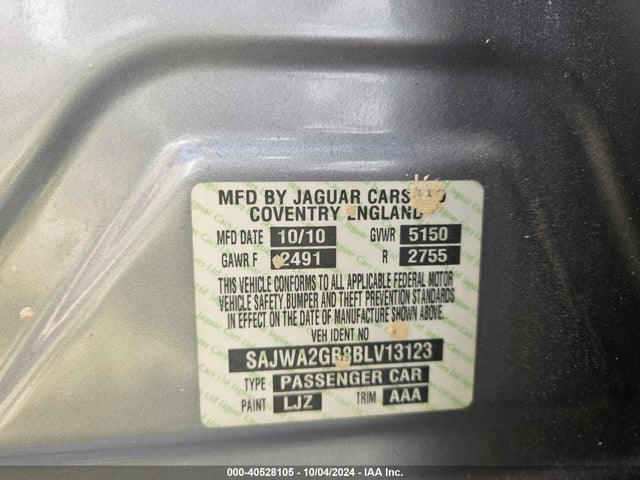 MFD BY JAGUAR CARS
COVENTRY ENGLAND
MFD DATE 10/10 GVWR 5150
GAWR F 2491 R 2755
THIS VEHICLE CONFORMS TO ALL APPLICABLE FEDERAL MOTOR
VEHICLE SAFETY,BUMPER AND THEFT PREVENTION STANDARDS
IN EFFECT ON THE DATE OF MANUFACTURE SHOWN ABOVE.
VEH IDENT NO
SAJWA2GB8BLV13123
TYPE PASSENGER CAR
PAINT LJZ TRIM AAA
000-40528105 - 10/04/2024 - IAA Inc.